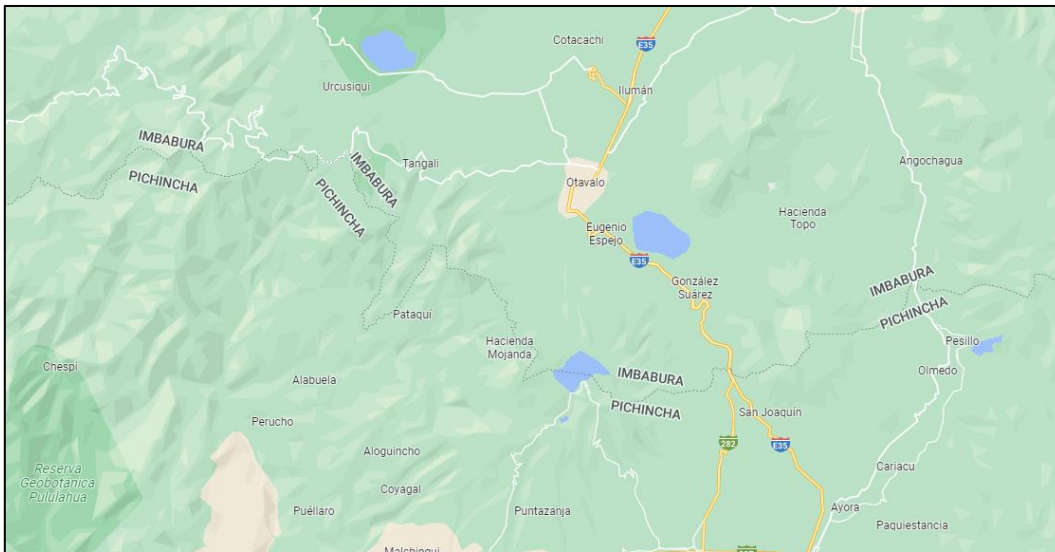 Cotacachi
E35
Urcusiqui
Ilumán
IMBABURA
PICHINCHA
IMBABURA
PICHINCHA
Tangali
Angochagua
Otavalo
Hacienda
Topo
Eugenio
Espejo
E35
González
Suárez
IMBABURA
PICHINCHA
Pataquí
Hacienda
Mojanda
Pesillo
Chespi
Olmedo
IMBABURA
PICHINCHA
Alabuela
San Joaquín
Perucho
282
E35
Aloguincho
Reserva
Geobotánica
Pululahua
Cariacu
Coyagal
Puéllaro
Puntazanja
Ayora
Paquiestancia
Malchingui